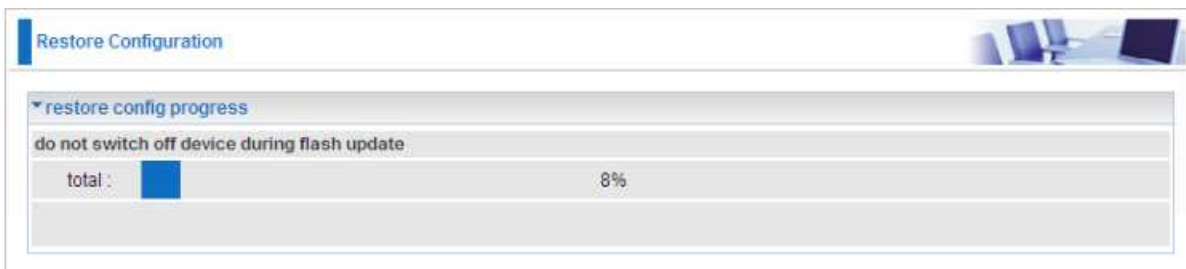 Restore Configuration
restore config progress
do not switch off device during flash update
total : 8%